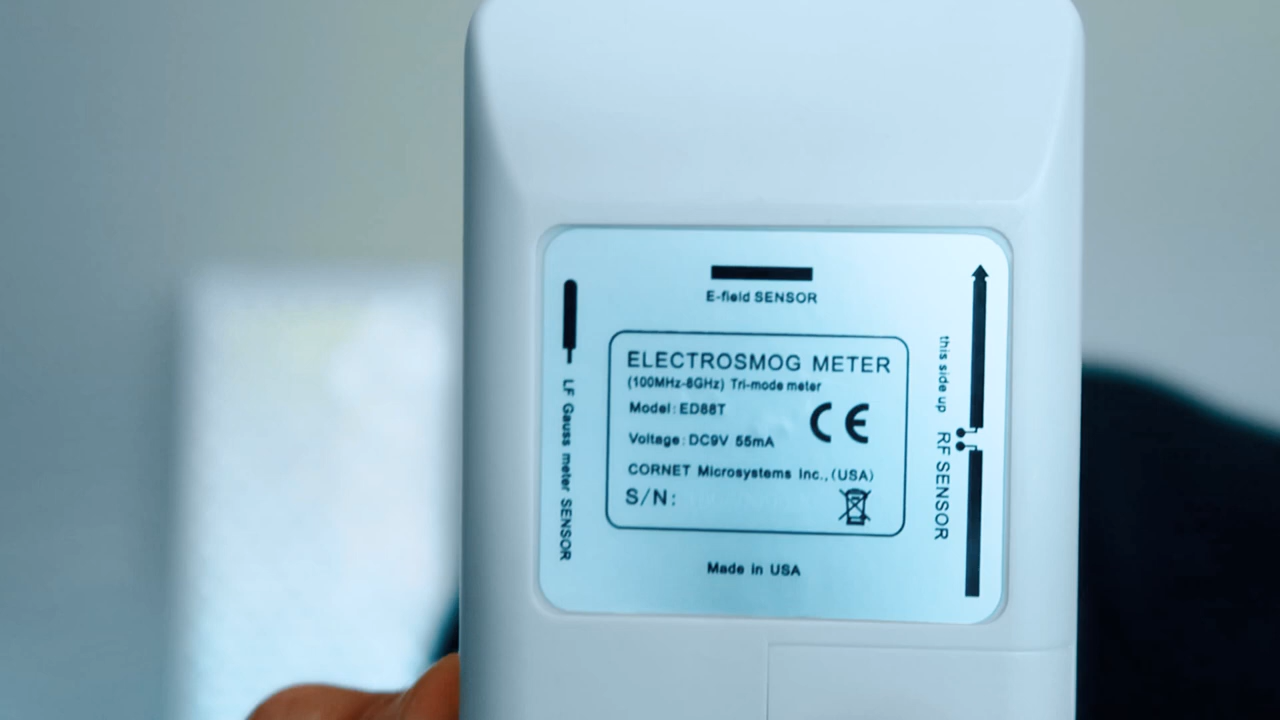 E-field SENSOR
LF Gauss meter SENSOR
ELECTROSMOG METER
(100MHz-8GHz) Tri-mode meter
Model: ED88T
Voltage: DC9V 55mA
CE
CORNET Microsystems Inc.,(USA)
S/N:
this side up
RF SENSOR
Made in USA